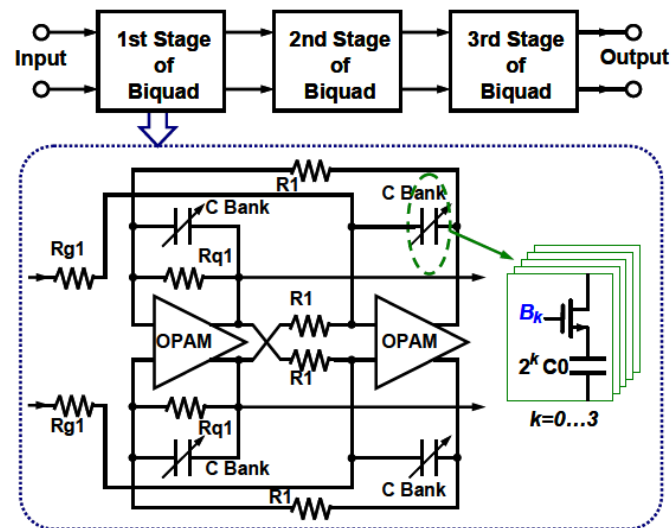 Input
1st Stage
of
Biquad
2nd Stage
of
Biquad
3rd Stage
of
Biquad
Output
R1
C Bank
C Bank
Rg1
Rq1
R1
OPAM
OPAM
R1
Bk
2^k C0
k=0...3
Rg1
Rq1
C Bank
C Bank
R1